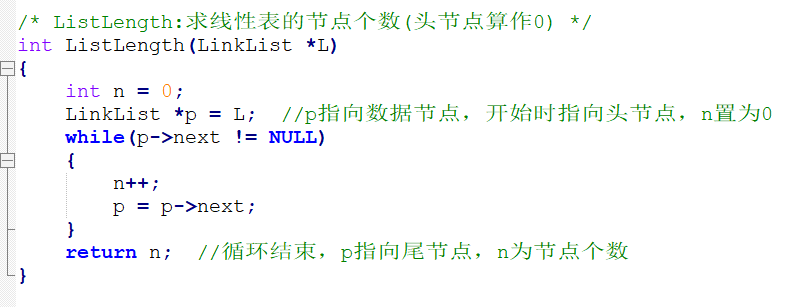 /* ListLength:求线性表的节点个数(头节点算作0) */
int ListLength(LinkList *L)
{
    int n = 0;
    LinkList *p = L;  //p指向数据节点，开始时指向头节点，n置为0
    while(p->next != NULL)
    {
        n++;
        p = p->next;
    }
    return n;  //循环结束，p指向尾节点，n为节点个数
}